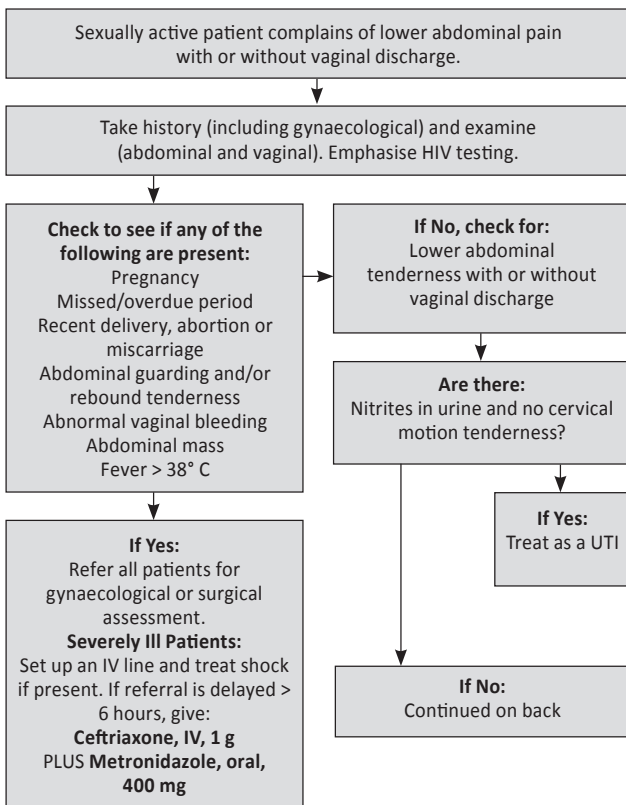 Sexually active patient complains of lower abdominal pain
with or without vaginal discharge.
Take history (including gynaecological) and examine
(abdominal and vaginal). Emphasise HIV testing.
Check to see if any of the
following are present:
Pregnancy
Missed/overdue period
Recent delivery, abortion or
miscarriage
Abdominal guarding and/or
rebound tenderness
Abnormal vaginal bleeding
Abdominal mass
Fever > 38° C
If No, check for:
Lower abdominal
tenderness with or without
vaginal discharge
Are there:
Nitrites in urine and no cervical
motion tenderness?
If Yes:
Treat as a UTI
If Yes:
Refer all patients for
gynaecological or surgical
assessment.
Severely Ill Patients:
Set up an IV line and treat shock
if present. If referral is delayed >
6 hours, give:
Ceftriaxone, IV, 1 g
PLUS Metronidazole, oral,
400 mg
If No:
Continued on back